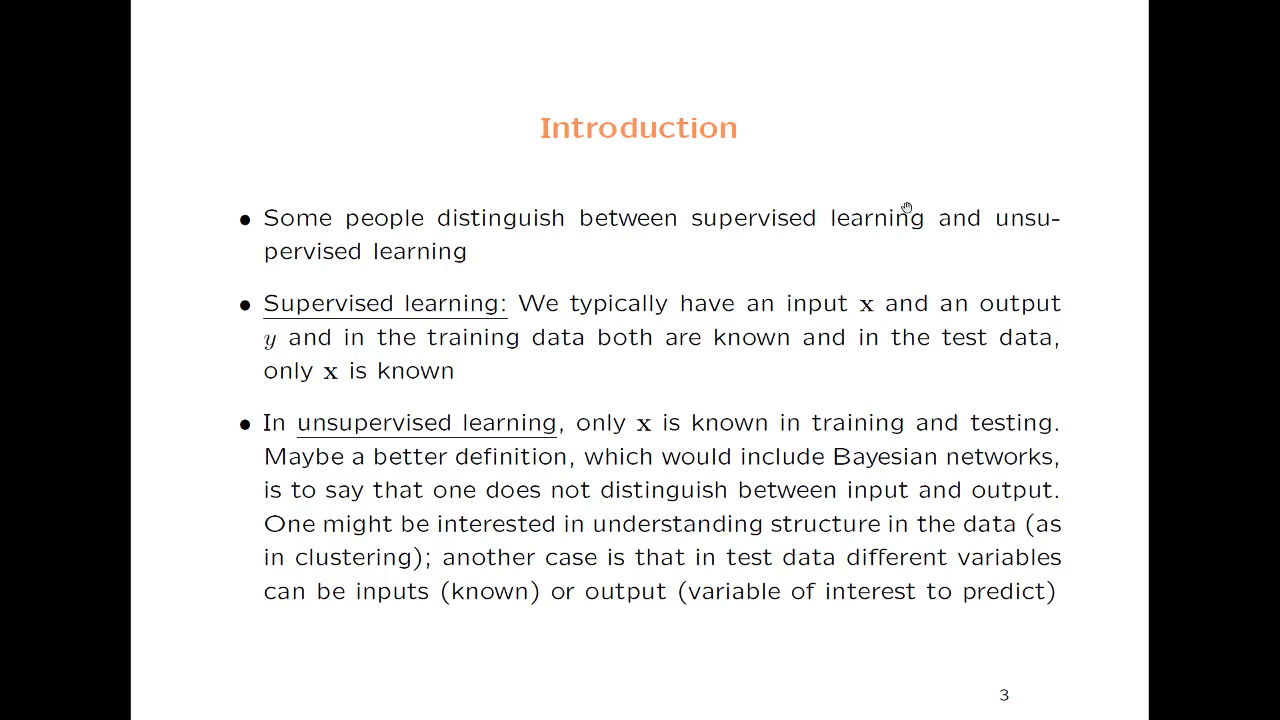 Introduction
● Some people distinguish between supervised learning and unsu-
pervised learning
● Supervised learning: We typically have an input x and an output
y and in the training data both are known and in the test data,
only x is known
● In unsupervised learning, only x is known in training and testing.
Maybe a better definition, which would include Bayesian networks,
is to say that one does not distinguish between input and output.
One might be interested in understanding structure in the data (as
in clustering); another case is that in test data different variables
can be inputs (known) or output (variable of interest to predict)
3